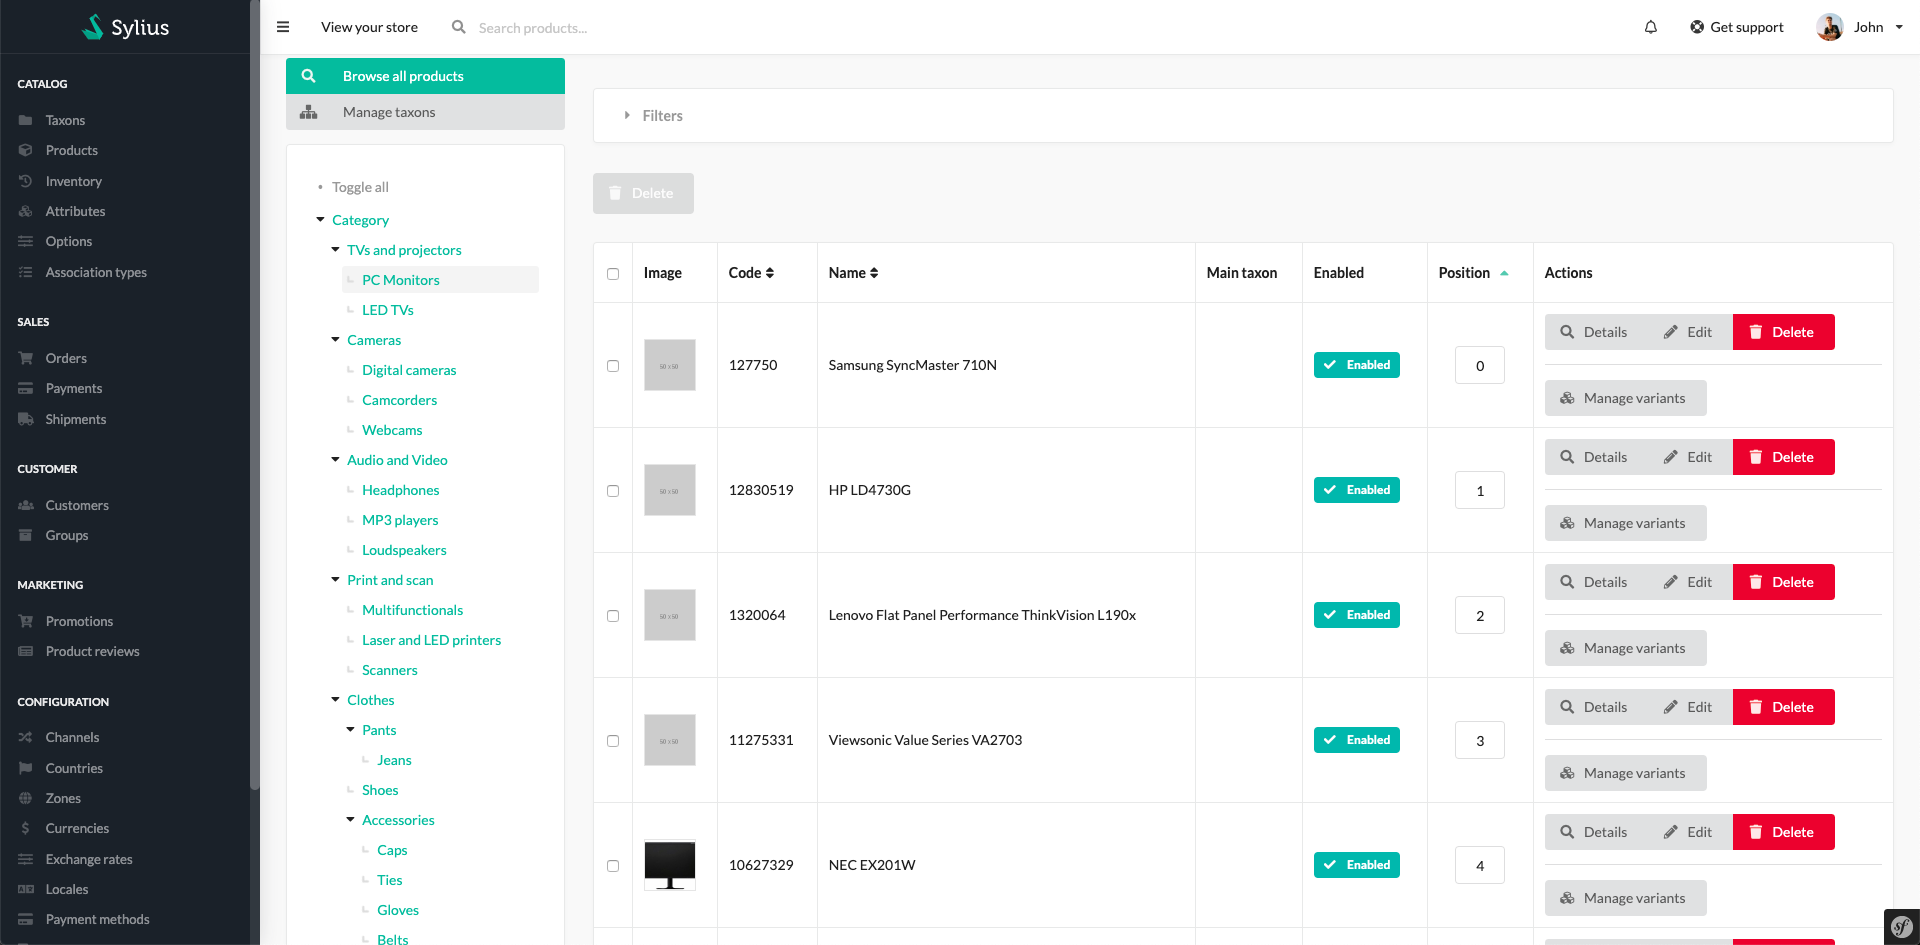 Sylius
View your store
Search products...
Get support
John
CATALOG
Taxons
Products
Inventory
Attributes
Options
Association types
SALES
Orders
Payments
Shipments
CUSTOMER
Customers
Groups
MARKETING
Promotions
Product reviews
CONFIGURATION
Channels
Countries
Zones
Currencies
Exchange rates
Locales
Payment methods
Browse all products
Manage taxons
Toggle all
Category
TVs and projectors
PC Monitors
LED TVs
Cameras
Digital cameras
Camcorders
Webcams
Audio and Video
Headphones
MP3 players
Loudspeakers
Print and scan
Multifunctionals
Laser and LED printers
Scanners
Clothes
Pants
Jeans
Shoes
Accessories
Caps
Ties
Gloves
Belts
Filters
Delete
Image Code Name Main taxon Enabled Position Actions
50 x 50 127750 Samsung SyncMaster 710N Enabled 0 Details Edit Delete
Manage variants
50 x 50 12830519 HP LD4730G Enabled 1 Details Edit Delete
Manage variants
50 x 50 1320064 Lenovo Flat Panel Performance ThinkVision L190x Enabled 2 Details Edit Delete
Manage variants
50 x 50 11275331 Viewsonic Value Series VA2703 Enabled 3 Details Edit Delete
Manage variants
10627329 NEC EX201W Enabled 4 Details Edit Delete
Manage variants
sf